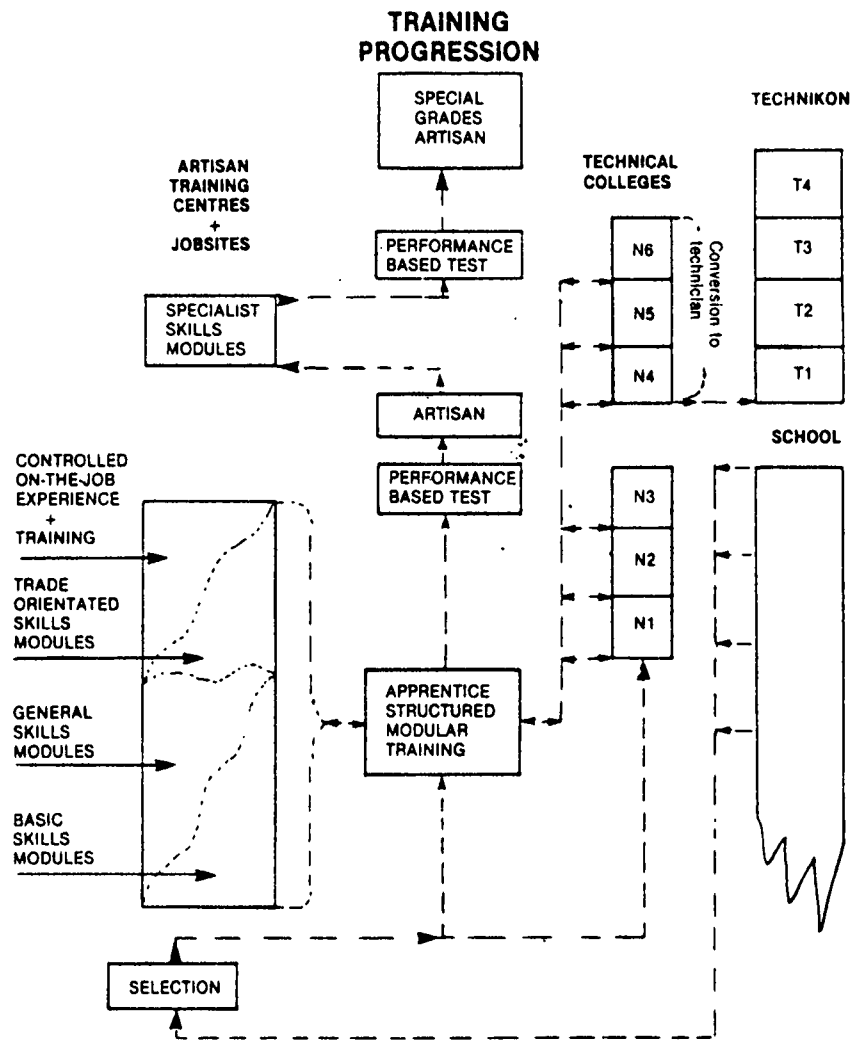 TRAINING
PROGRESSION
SPECIAL
GRADES
ARTISAN
TECHNIKON
ARTISAN
TRAINING
CENTRES
+
JOBSITES
TECHNICAL
COLLEGES
T4
T3
T2
T1
N6
N5
N4
Conversion to
technician
PERFORMANCE
BASED TEST
SPECIALIST
SKILLS
MODULES
ARTISAN
SCHOOL
PERFORMANCE
BASED TEST
N3
N2
N1
CONTROLLED
ON-THE-JOB
EXPERIENCE
+
TRAINING
TRADE
ORIENTATED
SKILLS
MODULES
GENERAL
SKILLS
MODULES
BASIC
SKILLS
MODULES
APPRENTICE
STRUCTURED
MODULAR
TRAINING
SELECTION